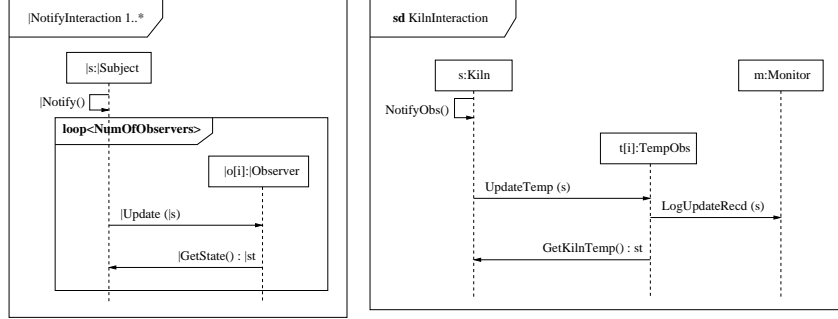 |NotifyInteraction 1..*
|s:|Subject
|Notify()
loop<NumOfObservers>
|o[i]:|Observer
|Update (|s)
|GetState() : |st
sd KilnInteraction
s:Kiln
m:Monitor
NotifyObs()
t[i]:TempObs
UpdateTemp (s)
LogUpdateRecd (s)
GetKilnTemp() : st